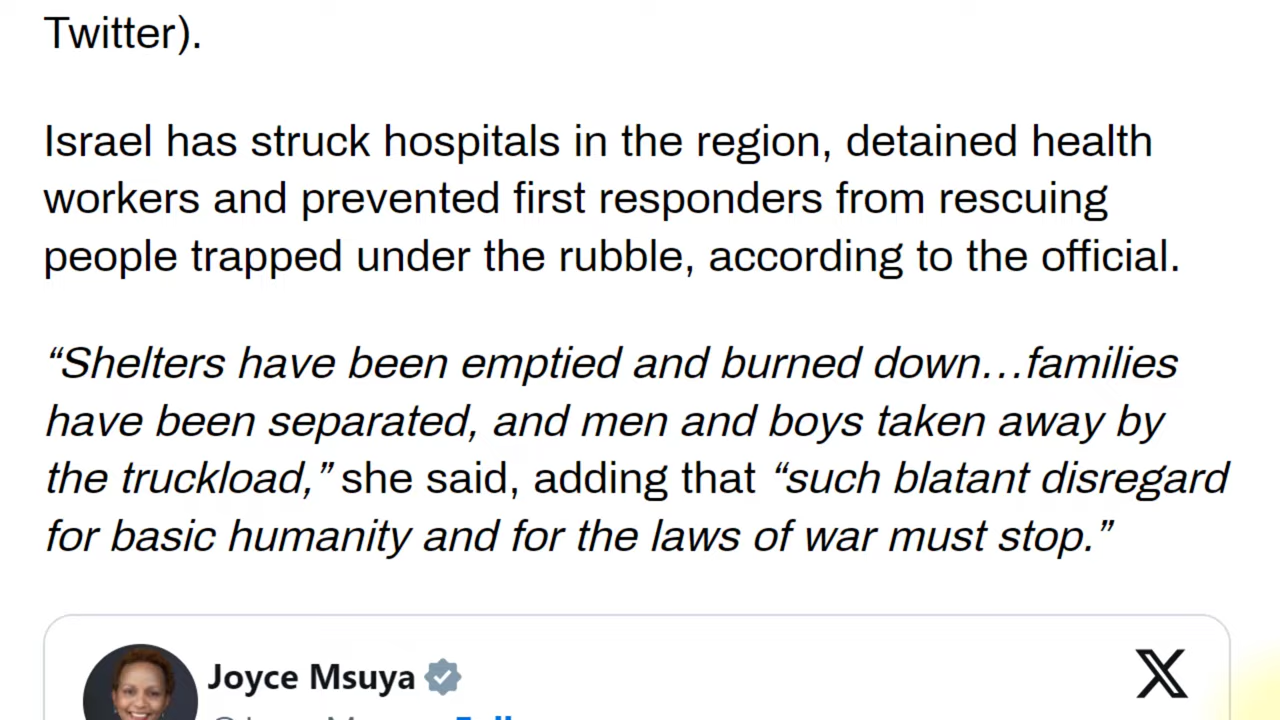 Twitter).
Israel has struck hospitals in the region, detained health
workers and prevented first responders from rescuing
people trapped under the rubble, according to the official.
“Shelters have been emptied and burned down…families
have been separated, and men and boys taken away by
the truckload,” she said, adding that “such blatant disregard
for basic humanity and for the laws of war must stop.”
Joyce Msuya